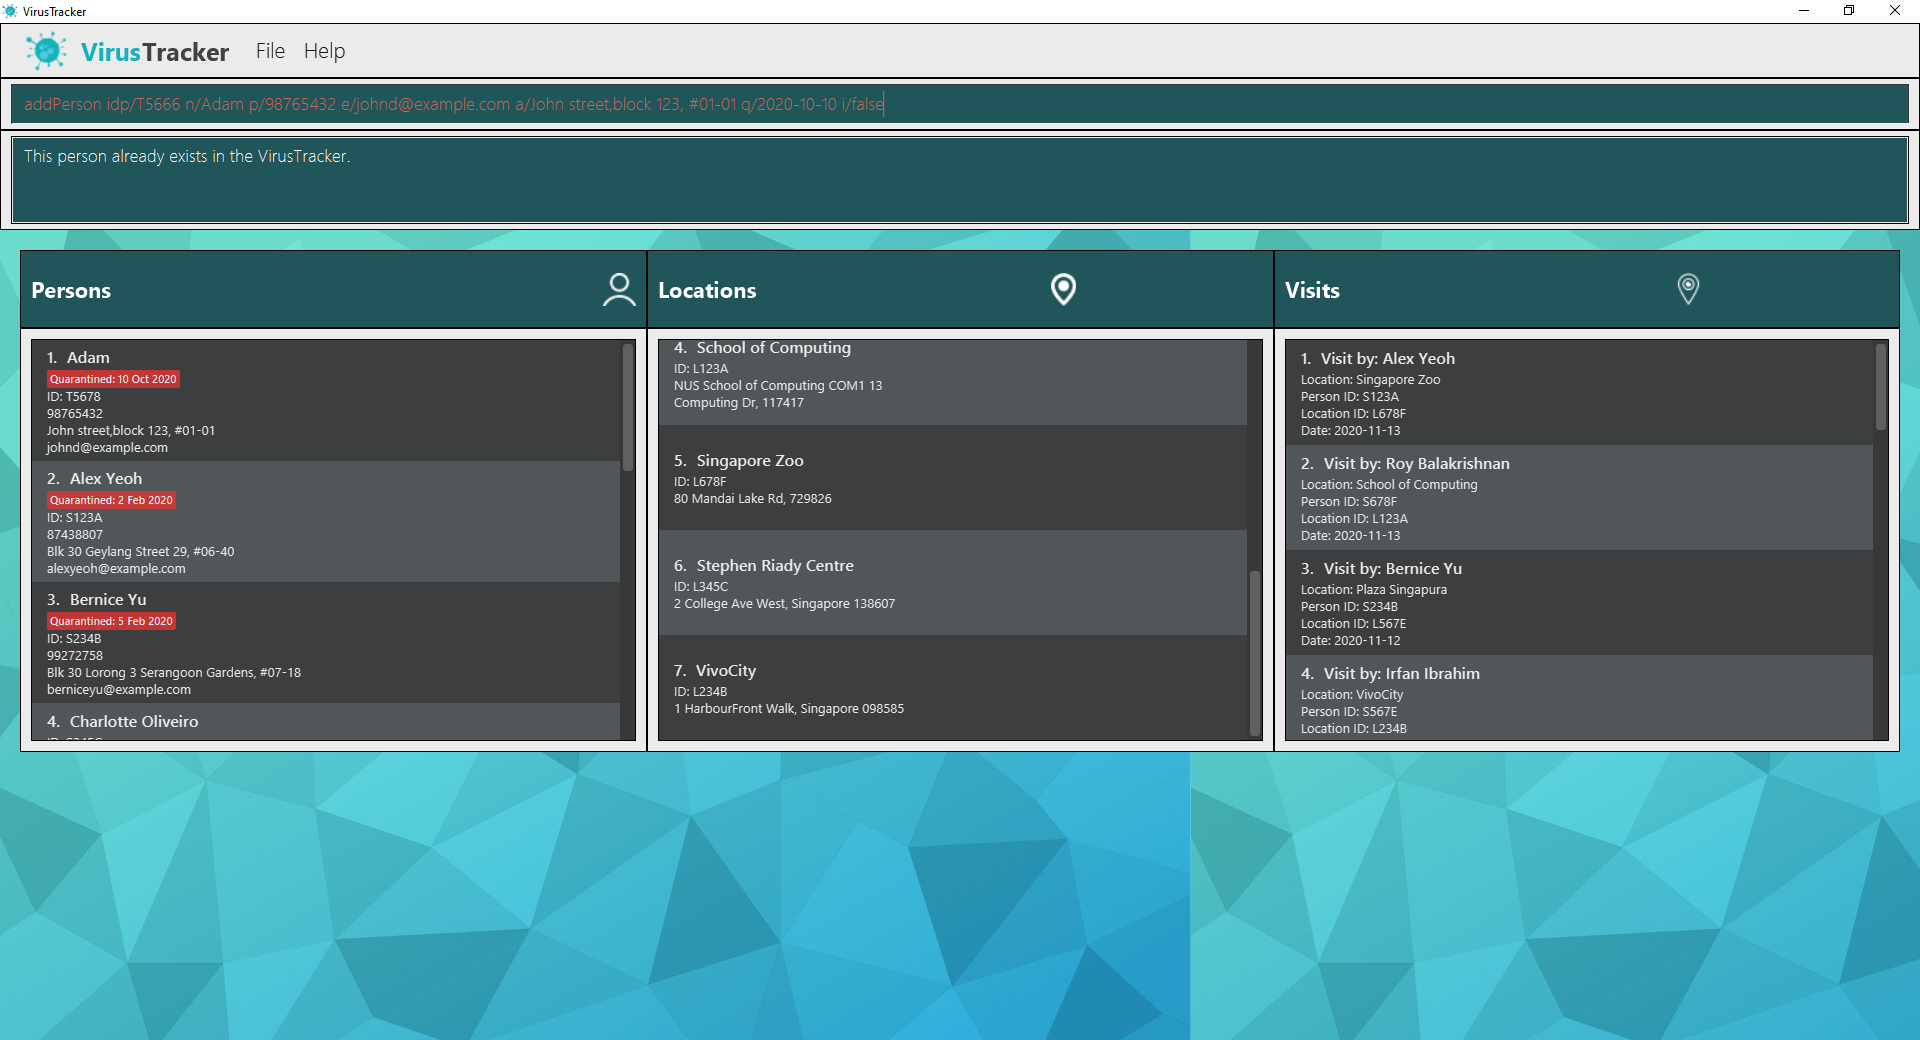 VirusTracker
VirusTracker File Help
addPerson idp/T5666 n/Adam p/98765432 e/johnd@example.com a/John street,block 123, #01-01 q/2020-10-10 i/false
This person already exists in the VirusTracker.
Persons
1. Adam
Quarantined: 10 Oct 2020
ID: T5678
98765432
John street,block 123, #01-01
johnd@example.com
2. Alex Yeoh
Quarantined: 2 Feb 2020
ID: S123A
87438807
Blk 30 Geylang Street 29, #06-40
alexyeoh@example.com
3. Bernice Yu
Quarantined: 5 Feb 2020
ID: S234B
99272758
Blk 30 Lorong 3 Serangoon Gardens, #07-18
berniceyu@example.com
4. Charlotte Oliveiro
Locations
4. School of Computing
ID: L123A
NUS School of Computing COM1 13
Computing Dr, 117417
5. Singapore Zoo
ID: L678F
80 Mandai Lake Rd, 729826
6. Stephen Riady Centre
ID: L345C
2 College Ave West, Singapore 138607
7. VivoCity
ID: L234B
1 HarbourFront Walk, Singapore 098585
Visits
1. Visit by: Alex Yeoh
Location: Singapore Zoo
Person ID: S123A
Location ID: L678F
Date: 2020-11-13
2. Visit by: Roy Balakrishnan
Location: School of Computing
Person ID: S678F
Location ID: L123A
Date: 2020-11-13
3. Visit by: Bernice Yu
Location: Plaza Singapura
Person ID: S234B
Location ID: L567E
Date: 2020-11-12
4. Visit by: Irfan Ibrahim
Location: VivoCity
Person ID: S567E
Location ID: L234B